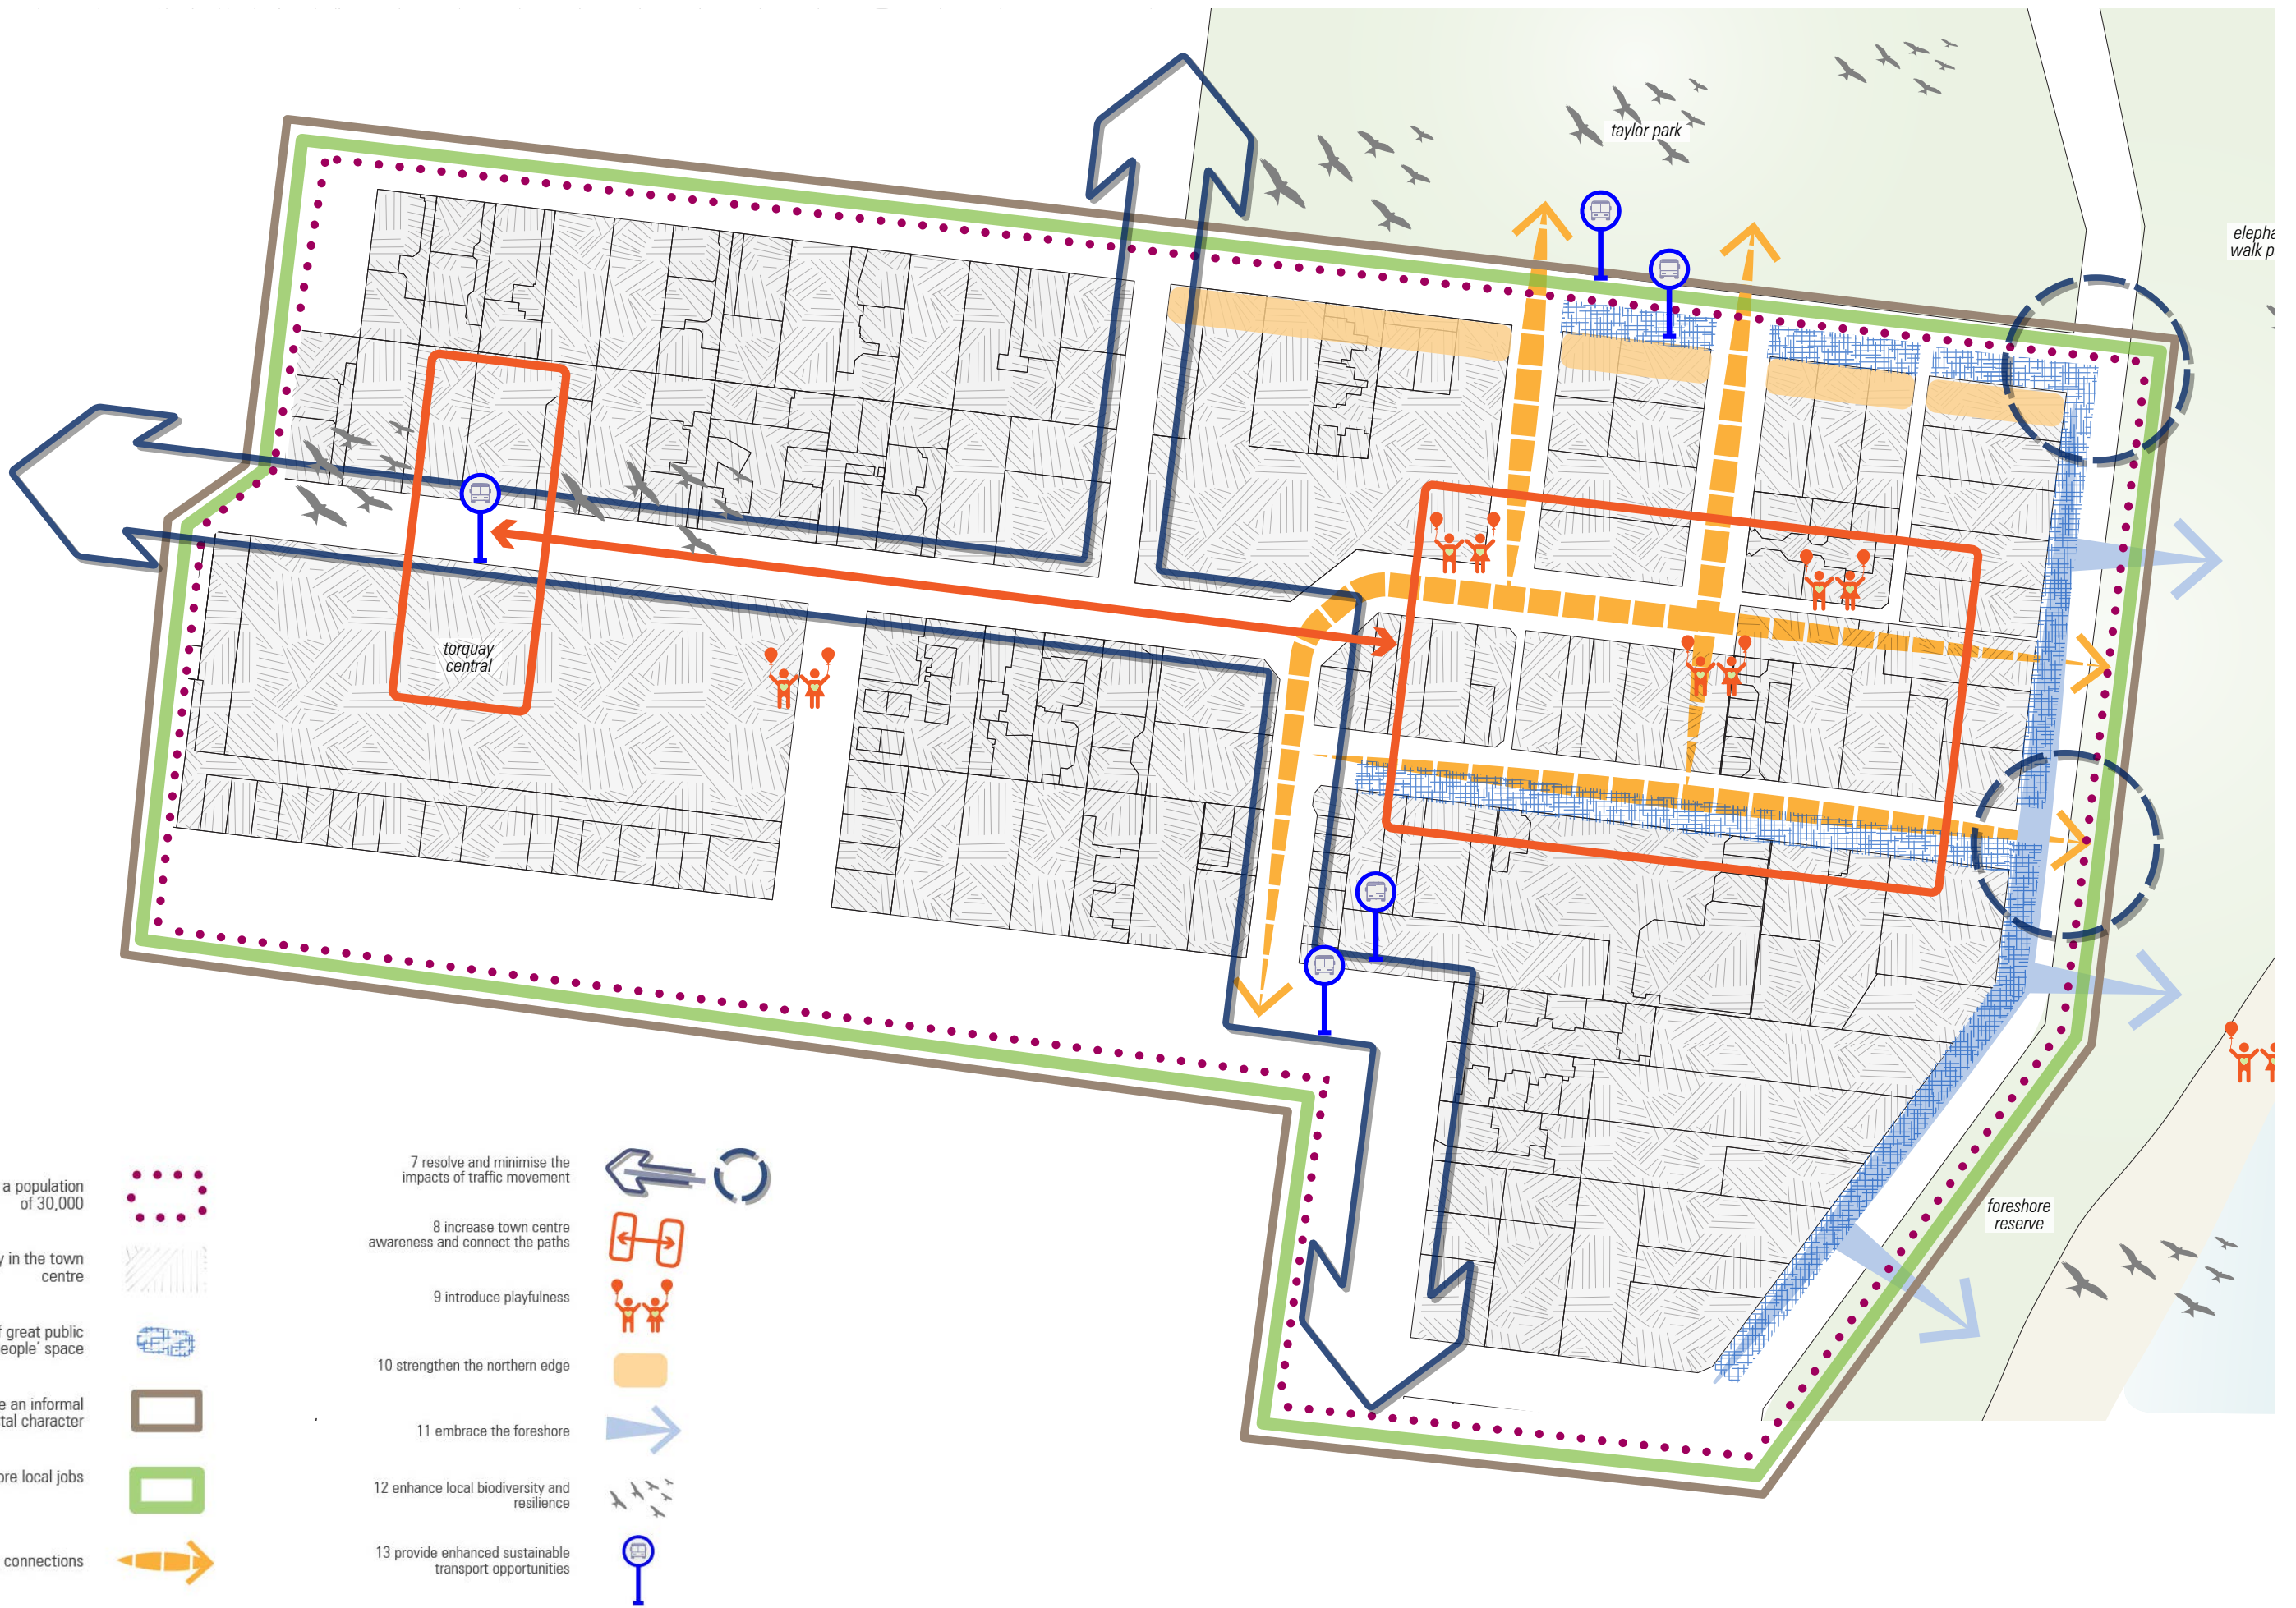 taylor park
elepha
walk p
torquay
central
foreshore
reserve
a population
of 30,000
y in the town
centre
f great public
eople' space
e an informal
tal character
ore local jobs
connections
7 resolve and minimise the
impacts of traffic movement
8 increase town centre
awareness and connect the paths
9 introduce playfulness
10 strengthen the northern edge
11 embrace the foreshore
12 enhance local biodiversity and
resilience
13 provide enhanced sustainable
transport opportunities